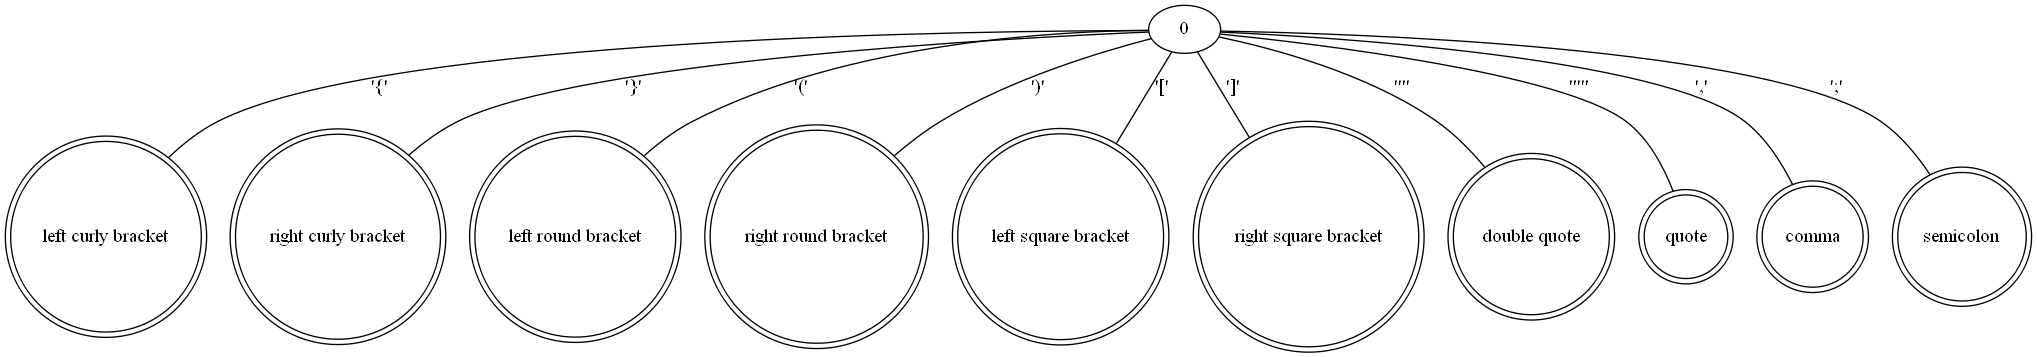 0
'{' '}' '(' ')' '[' ']' '"' "'" ',' ';'
left curly bracket right curly bracket left round bracket right round bracket left square bracket right square bracket double quote quote comma semicolon